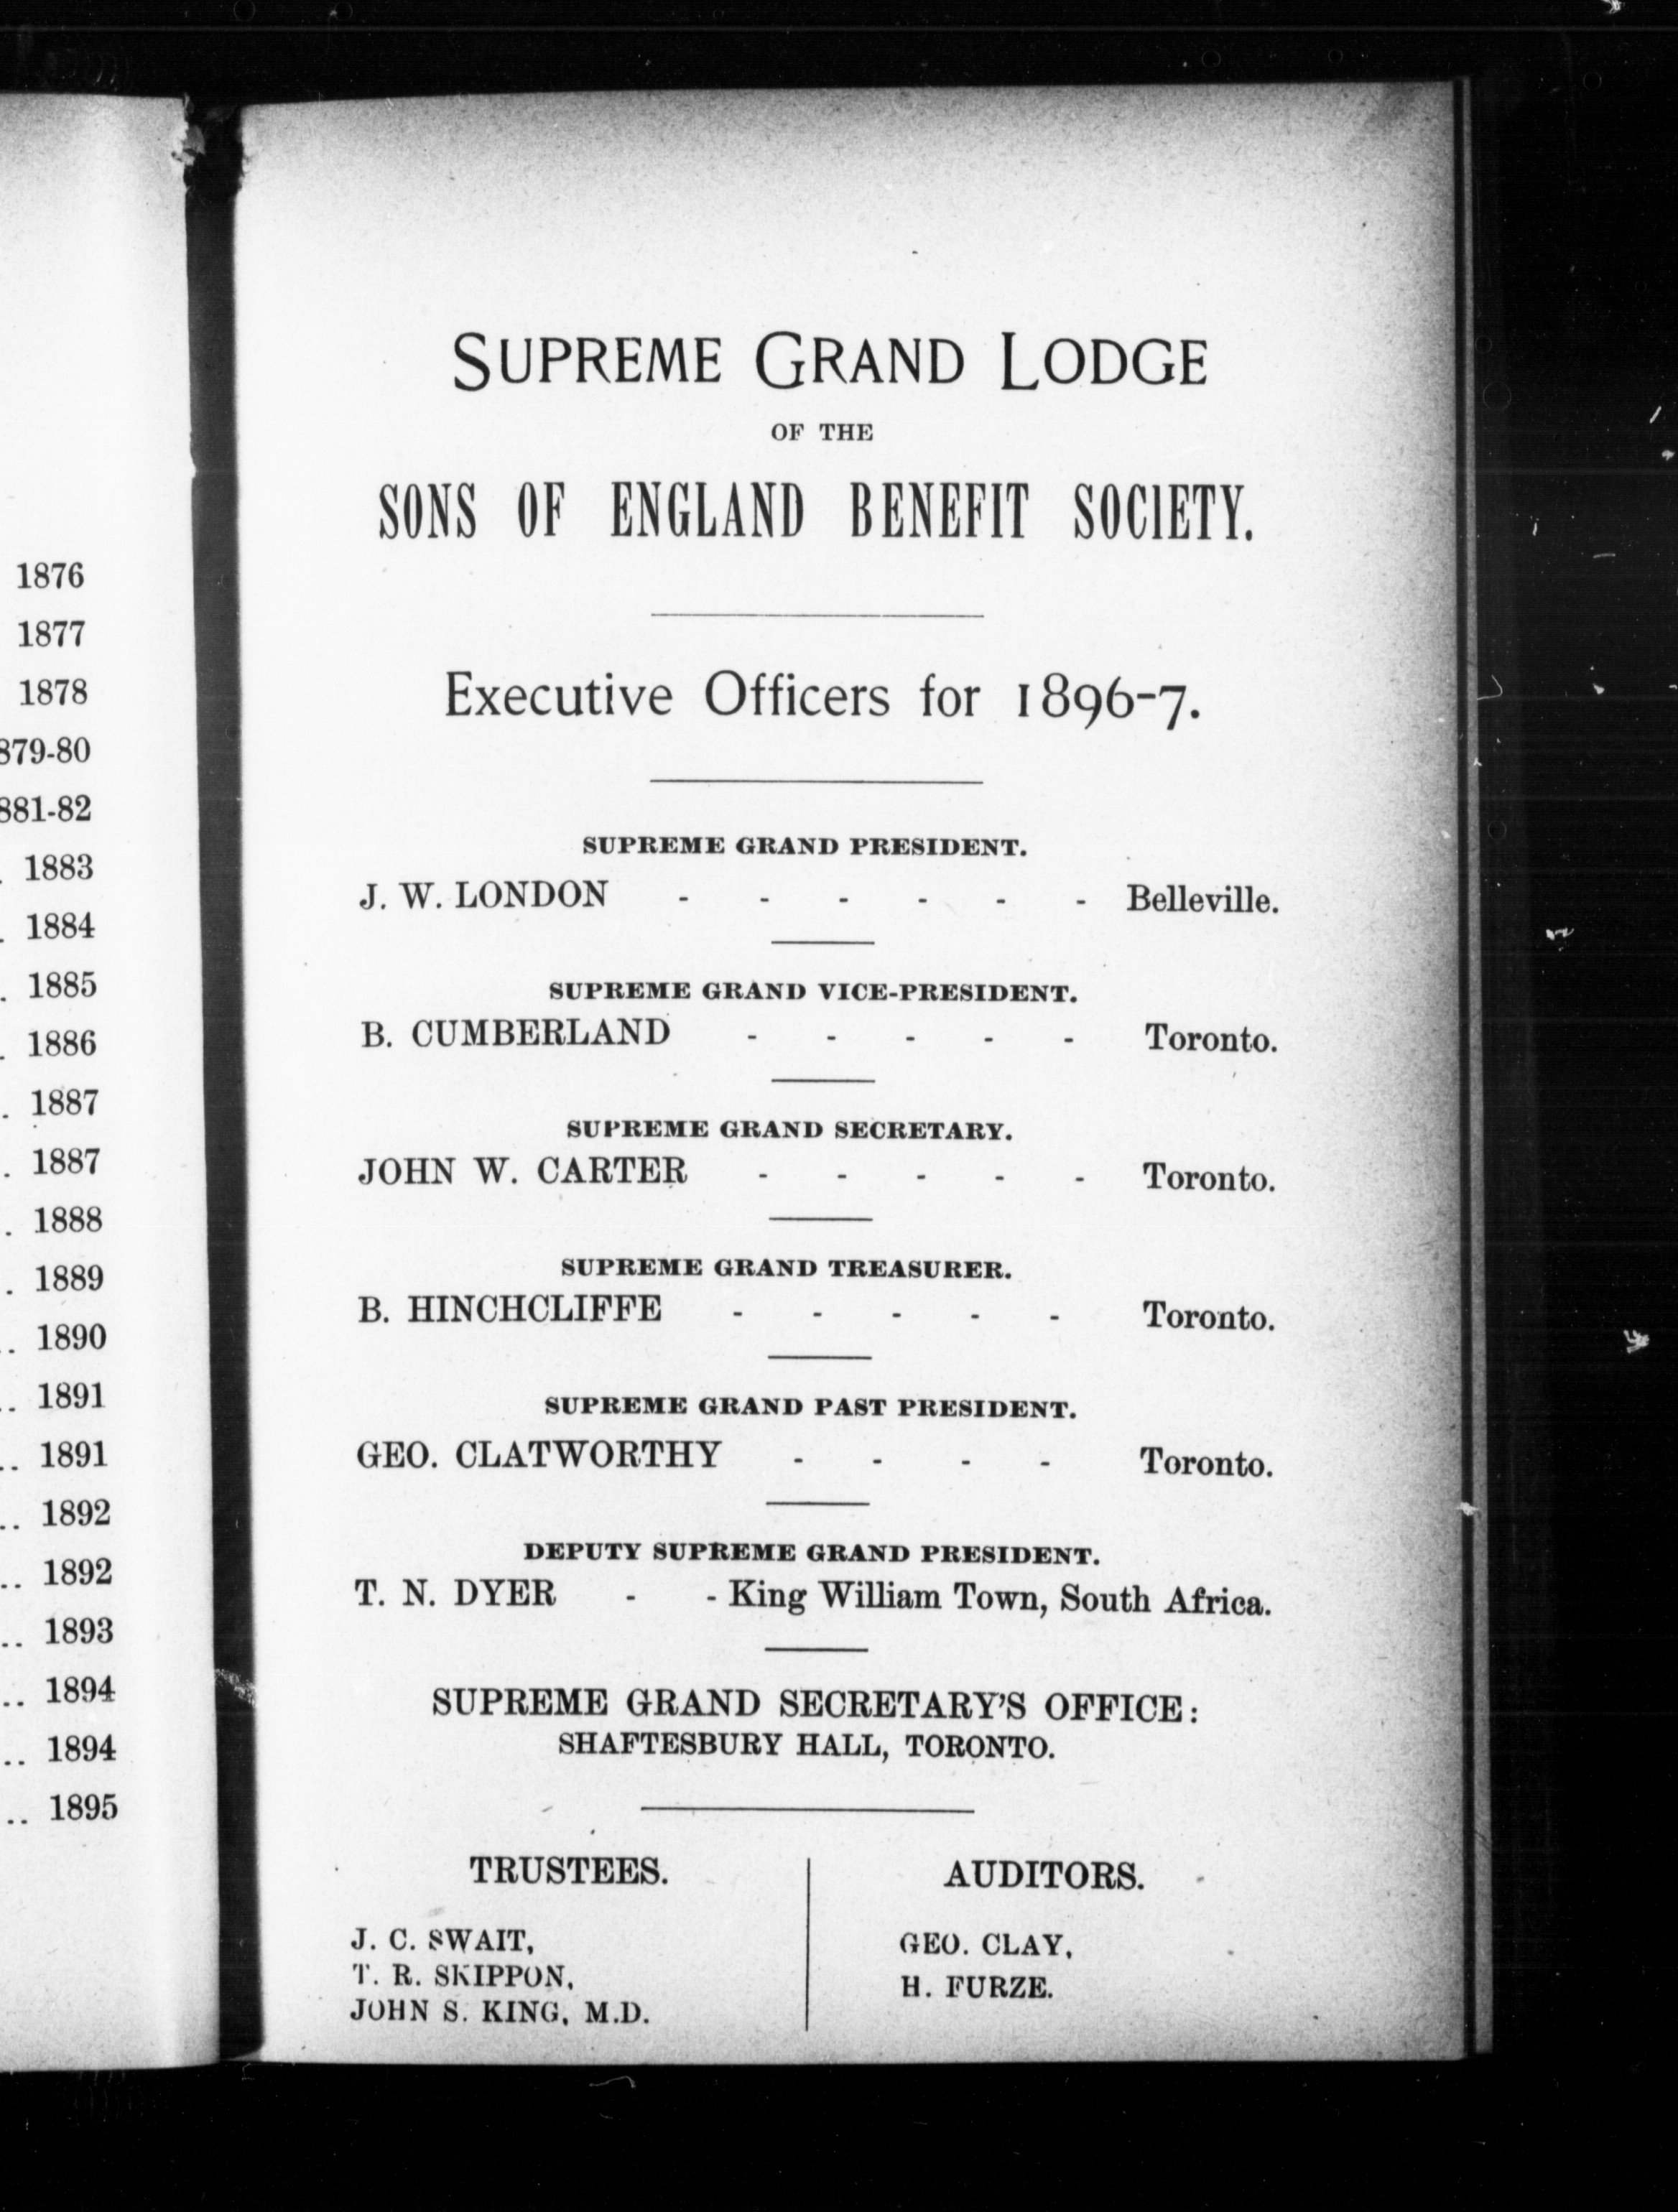 1876
1877
1878
879-80
881-82
. 1883
. 1884
. 1885
. 1886
. 1887
. 1887
. 1888
. 1889
.. 1890
.. 1891
.. 1891
.. 1892
.. 1892
.. 1893
.. 1894
.. 1894
.. 1895
SUPREME GRAND LODGE
OF THE
SONS OF ENGLAND BENEFIT SOCIETY.
Executive Officers for 1896-7.
SUPREME GRAND PRESIDENT.
J. W. LONDON - - - - - - Belleville.
SUPREME GRAND VICE-PRESIDENT.
B. CUMBERLAND - - - - - Toronto.
SUPREME GRAND SECRETARY.
JOHN W. CARTER - - - - - Toronto.
SUPREME GRAND TREASURER.
B. HINCHCLIFFE - - - - - Toronto.
SUPREME GRAND PAST PRESIDENT.
GEO. CLATWORTHY - - - - Toronto.
DEPUTY SUPREME GRAND PRESIDENT.
T. N. DYER - - King William Town, South Africa.
SUPREME GRAND SECRETARY'S OFFICE:
SHAFTESBURY HALL, TORONTO.
TRUSTEES.
J. C. SWAIT,
T. R. SKIPPON,
JOHN S. KING, M.D.
AUDITORS.
GEO. CLAY,
H. FURZE.